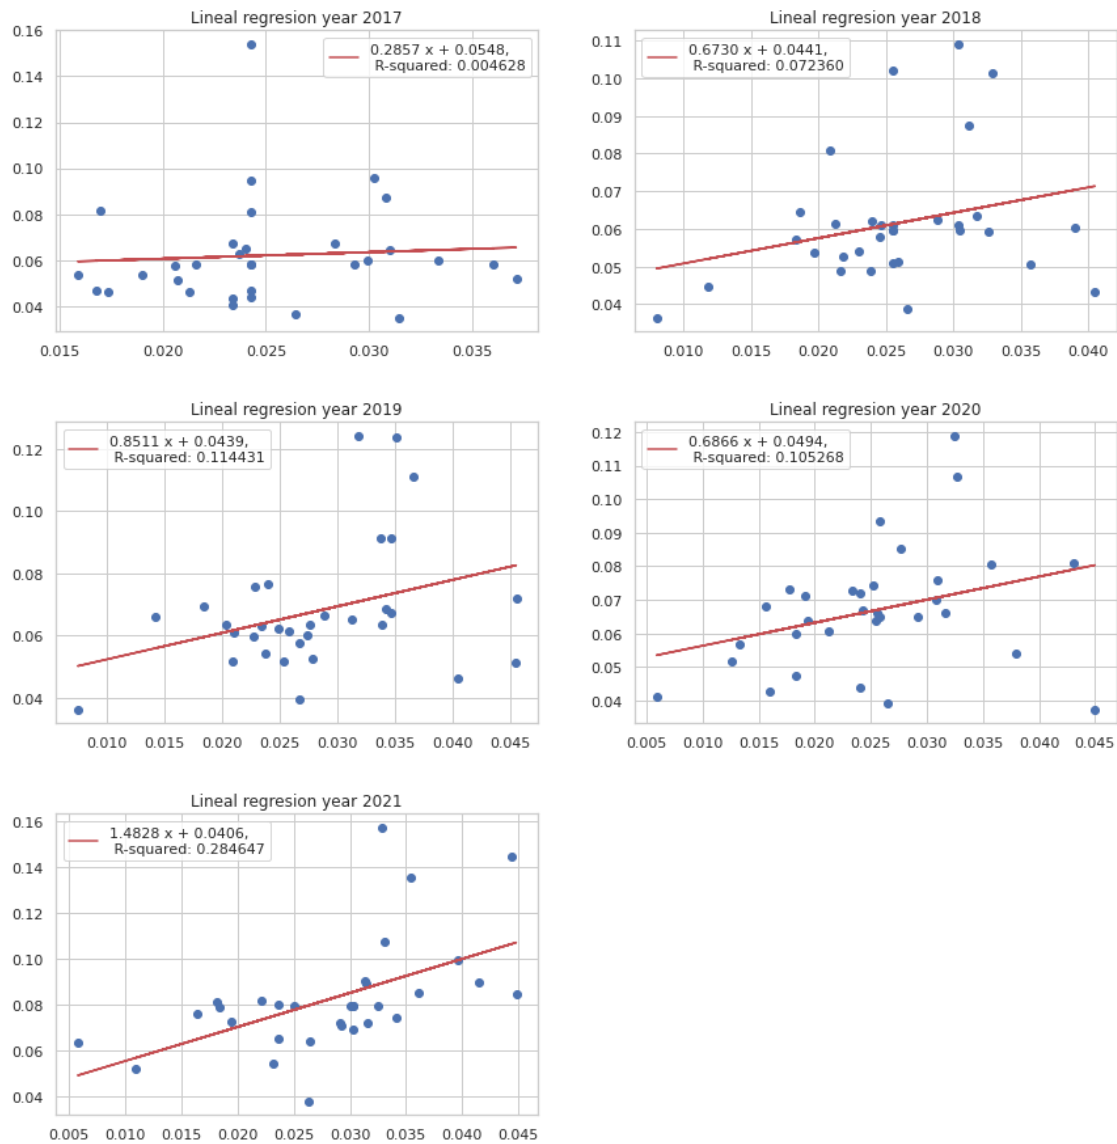 Lineal regresion year 2017
0.2857 x + 0.0548,
R-squared: 0.004628
0.16
0.14
0.12
0.10
0.08
0.06
0.04
0.015 0.020 0.025 0.030 0.035
Lineal regresion year 2018
0.6730 x + 0.0441,
R-squared: 0.072360
0.11
0.10
0.09
0.08
0.07
0.06
0.05
0.04
0.010 0.015 0.020 0.025 0.030 0.035 0.040
Lineal regresion year 2019
0.8511 x + 0.0439,
R-squared: 0.114431
0.12
0.10
0.08
0.06
0.04
0.010 0.015 0.020 0.025 0.030 0.035 0.040 0.045
Lineal regresion year 2020
0.6866 x + 0.0494,
R-squared: 0.105268
0.12
0.11
0.10
0.09
0.08
0.07
0.06
0.05
0.04
0.005 0.010 0.015 0.020 0.025 0.030 0.035 0.040 0.045
Lineal regresion year 2021
1.4828 x + 0.0406,
R-squared: 0.284647
0.16
0.14
0.12
0.10
0.08
0.06
0.04
0.005 0.010 0.015 0.020 0.025 0.030 0.035 0.040 0.045